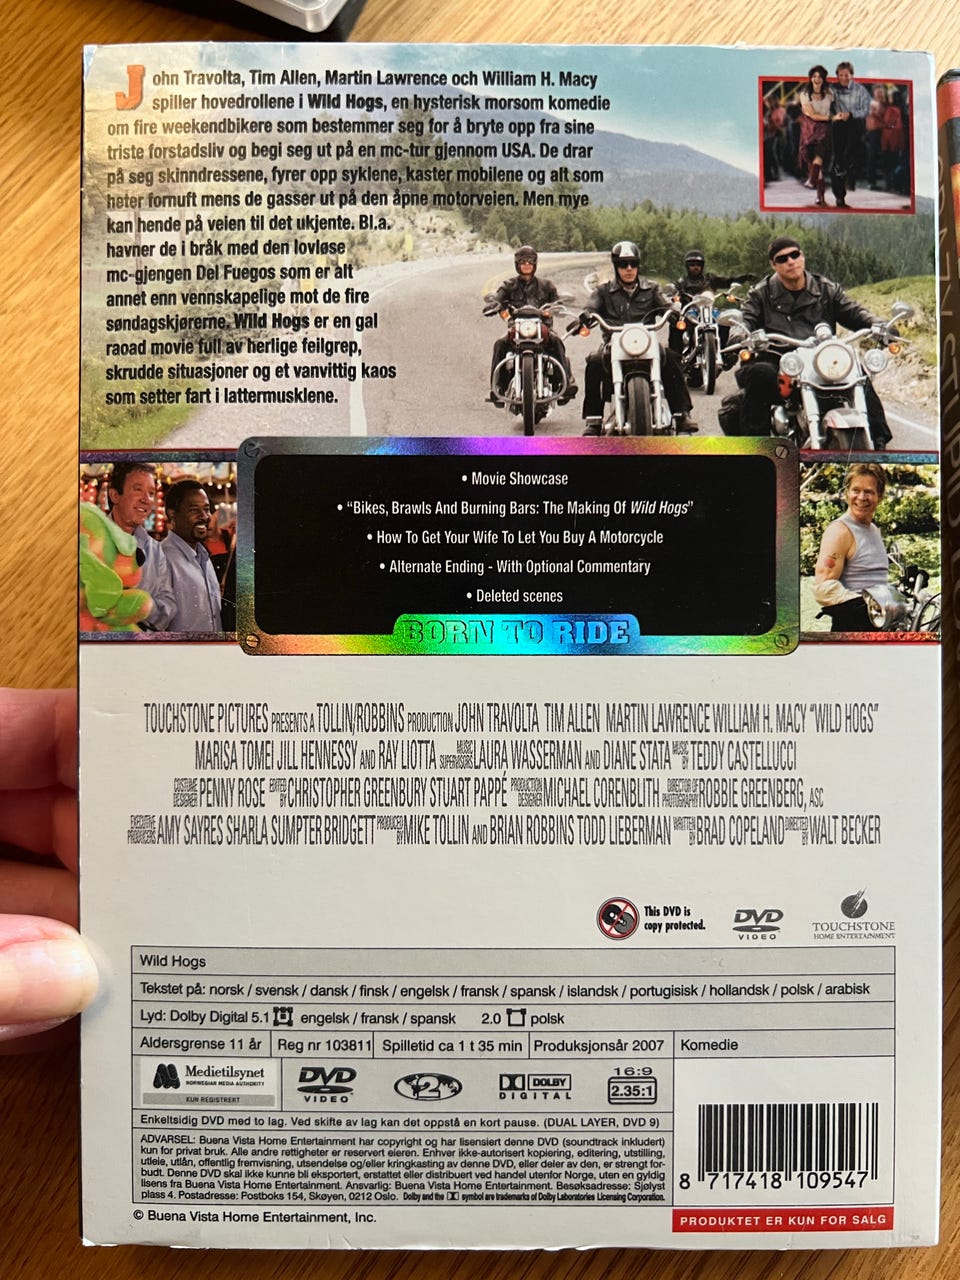 John Travolta, Tim Allen, Martin Lawrence och William H. Macy
spiller hovedrollene i Wild Hogs, en hysterisk morsom komedie
om fire weekendbikere som bestemmer seg for å bryte opp fra sine
triste forstadsliv og begi seg ut på en mc-tur gjennom USA. De drar
på seg skinndressene, fyrer opp syklene, kaster mobilene og alt som
heter fornuft mens de gasser ut på den åpne motorveien. Men mye
kan hende på veien til det ukjente. Bl.a.
havner de i bråk med den lovløse
mc-gjengen Del Fuegos som er alt
annet enn vennskapelige mot de fire
søndagskjørerne. Wild Hogs er en gal
raoad movie full av herlige feilgrep,
skrudde situasjoner og et vanvittig kaos
som setter fart i lattermusklene.
• Movie Showcase
• "Bikes, Brawls And Burning Bars: The Making Of Wild Hogs"
• How To Get Your Wife To Let You Buy A Motorcycle
• Alternate Ending - With Optional Commentary
• Deleted scenes
BORN TO RIDE
TOUCHSTONE PICTURES PRESENTS A TOLLIN/ROBBINS PRODUCTION JOHN TRAVOLTA TIM ALLEN MARTIN LAWRENCE WILLIAM H. MACY "WILD HOGS"
MARISA TOMEI JILL HENNESSY AND RAY LIOTTA MUSIC SUPERVISORS LAURA WASSERMAN AND DIANE STATA MUSIC BY TEDDY CASTELLUCCI
COSTUME DESIGNER PENNY ROSE EDITED BY CHRISTOPHER GREENBURY STUART PAPPÉ PRODUCTION DESIGNER MICHAEL CORENBLITH DIRECTOR OF PHOTOGRAPHY ROBBIE GREENBERG, ASC
EXECUTIVE PRODUCERS AMY SAYRES SHARLA SUMPTER BRIDGETT PRODUCED BY MIKE TOLLIN AND BRIAN ROBBINS TODD LIEBERMAN WRITTEN BY BRAD COPELAND DIRECTED BY WALT BECKER
This DVD is
copy protected.
DVD
VIDEO
TOUCHSTONE
HOME ENTERTAINMENT
Wild Hogs
Tekstet på: norsk / svensk / dansk / finsk / engelsk / fransk / spansk / islandsk / portugisisk / hollandsk / polsk / arabisk
Lyd: Dolby Digital 5.1 engelsk / fransk / spansk 2.0 polsk
Aldersgrense 11 år Reg nr 103811 Spilletid ca 1 t 35 min Produksjonsår 2007 Komedie
Medietilsynet
NORWEGIAN MEDIA AUTHORITY
KUN REGISTRERT
DVD
VIDEO
2
DOLBY
DIGITAL
16:9
2.35:1
Enkeltsidig DVD med to lag. Ved skifte av lag kan det oppstå en kort pause. (DUAL LAYER, DVD 9)
ADVARSEL: Buena Vista Home Entertainment har copyright og har lisensiert denne DVD (soundtrack inkludert)
kun for privat bruk. Alle andre rettigheter er reservert eieren. Enhver ikke-autorisert kopiering, editering, utstilling,
utleie, utlån, offentlig fremvisning, utsendelse og/eller kringkasting av denne DVD, eller deler av den, er strengt for-
budt. Denne DVD skal ikke kunne bli eksportert, erstattet eller distribuert ved handel utenfor Norge, uten en gyldig
lisens fra Buena Vista Home Entertainment. Ansvarlig: Buena Vista Home Entertainment. Besøksadresse: Sjølyst
plass 4. Postadresse: Postboks 154, Skøyen, 0212 Oslo. Dolby and the symbol are trademarks of Dolby Laboratories Licensing Corporation.
8 717418 109547
© Buena Vista Home Entertainment, Inc.
PRODUKTET ER KUN FOR SALG